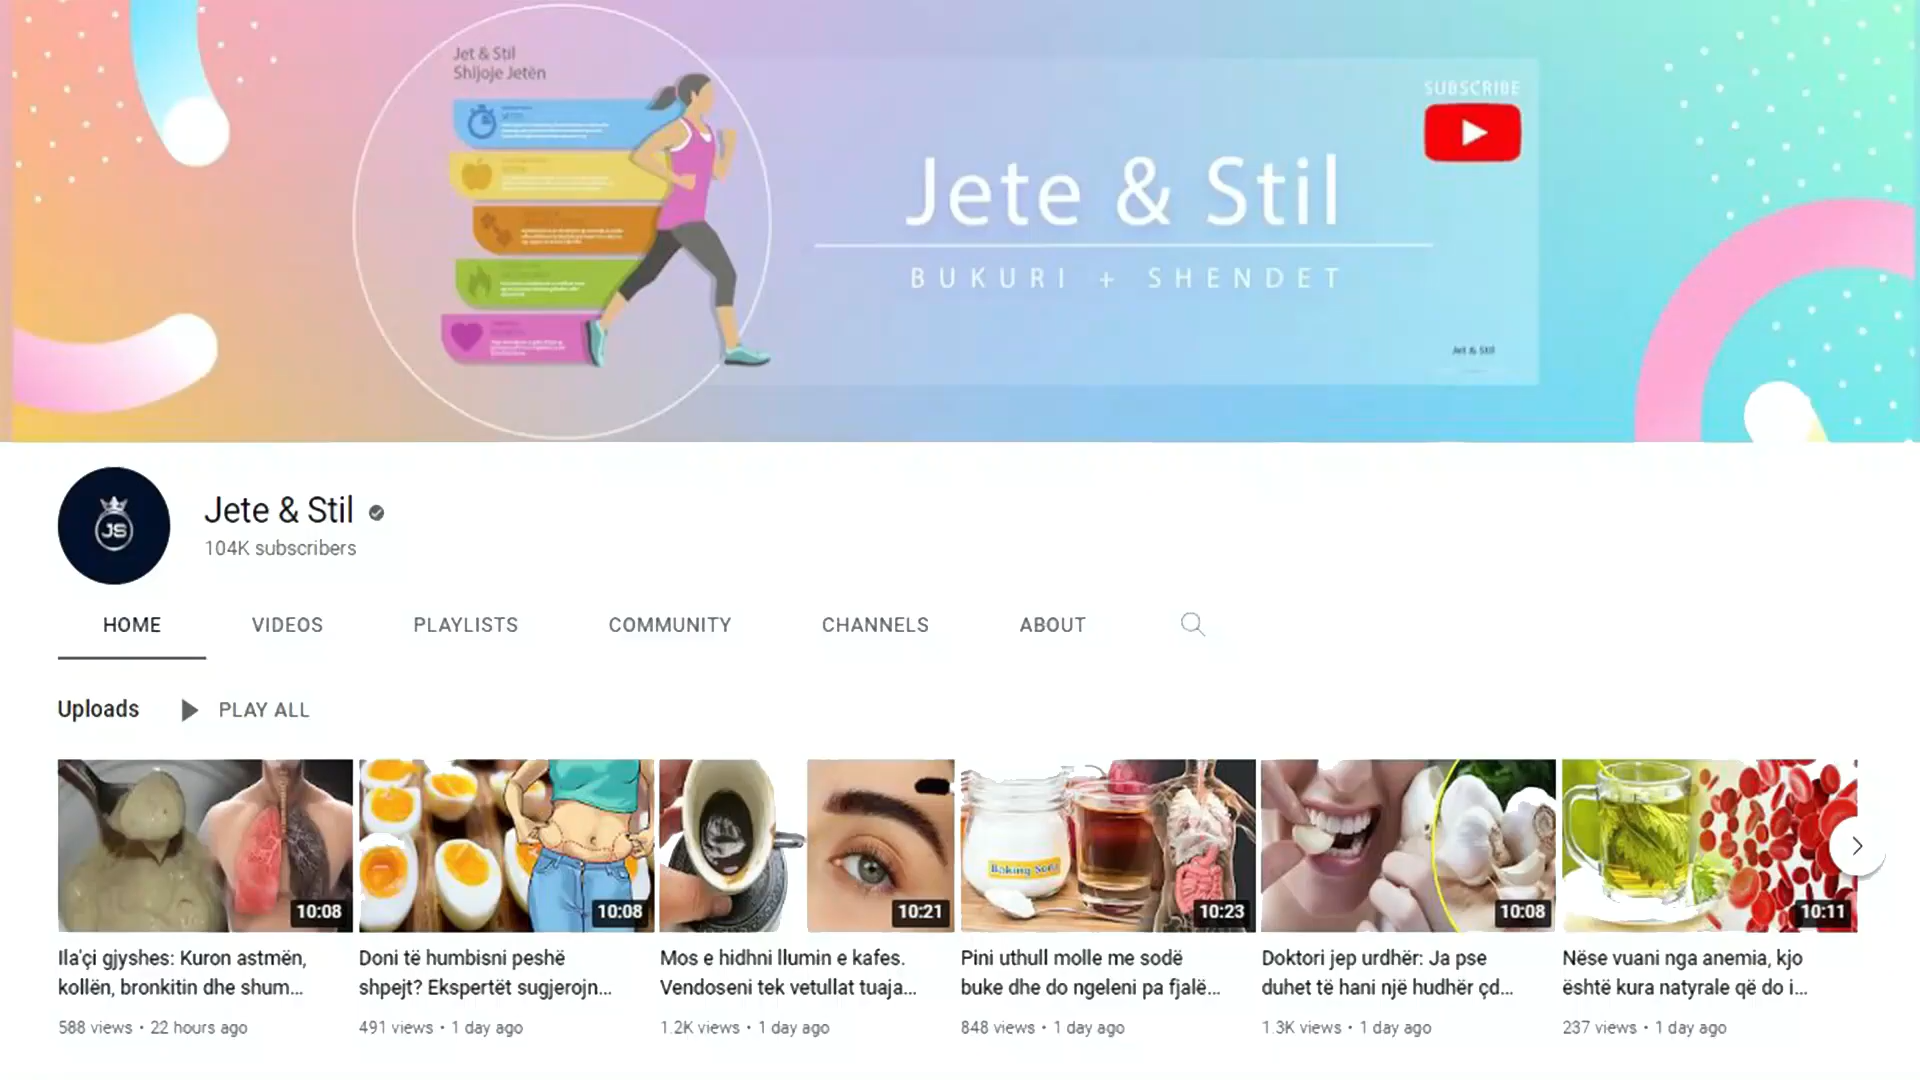 Jet & Stil
Shijoje Jetën
SUBSCRIBE
Jete & Stil
BUKURI + SHENDET
Jet & Stil
JS
Jete & Stil
104K subscribers
HOME VIDEOS PLAYLISTS COMMUNITY CHANNELS ABOUT
Uploads PLAY ALL
Baking Soda
10:08 10:08 10:21 10:23 10:08 10:11
Ila'çi gjyshes: Kuron astmën,
kollën, bronkitin dhe shum...
588 views • 22 hours ago
Doni të humbisni peshë
shpejt? Ekspertët sugjerojn...
491 views • 1 day ago
Mos e hidhni llumin e kafes.
Vendoseni tek vetullat tuaja...
1.2K views • 1 day ago
Pini uthull molle me sodë
buke dhe do ngeleni pa fjalë...
848 views • 1 day ago
Doktori jep urdhër: Ja pse
duhet të hani një hudhër çd...
1.3K views • 1 day ago
Nëse vuani nga anemia, kjo
është kura natyrale që do i...
237 views • 1 day ago